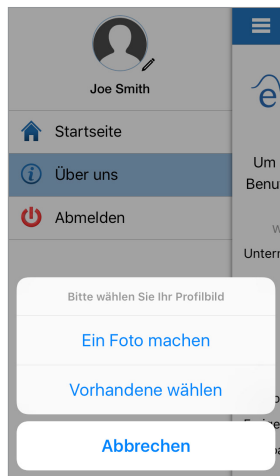 Joe Smith
Startseite
Über uns
Abmelden
e
Um
Benu
W
Untern
Bitte wählen Sie Ihr Profilbild
Ein Foto machen
Vorhandene wählen
Abbrechen